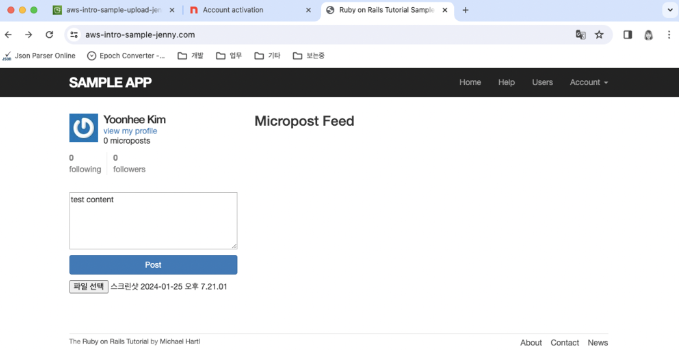 aws-intro-sample-upload-jen
Account activation
Ruby on Rails Tutorial Sample
aws-intro-sample-jenny.com
Json Parser Online
Epoch Converter -...
개발
업무
기타
보는중
SAMPLE APP
Home
Help
Users
Account
Yoonhee Kim
view my profile
0 microposts
0
following
0
followers
Micropost Feed
test content
Post
파일 선택 스크린샷 2024-01-25 오후 7.21.01
The Ruby on Rails Tutorial by Michael Hartl
About
Contact
News